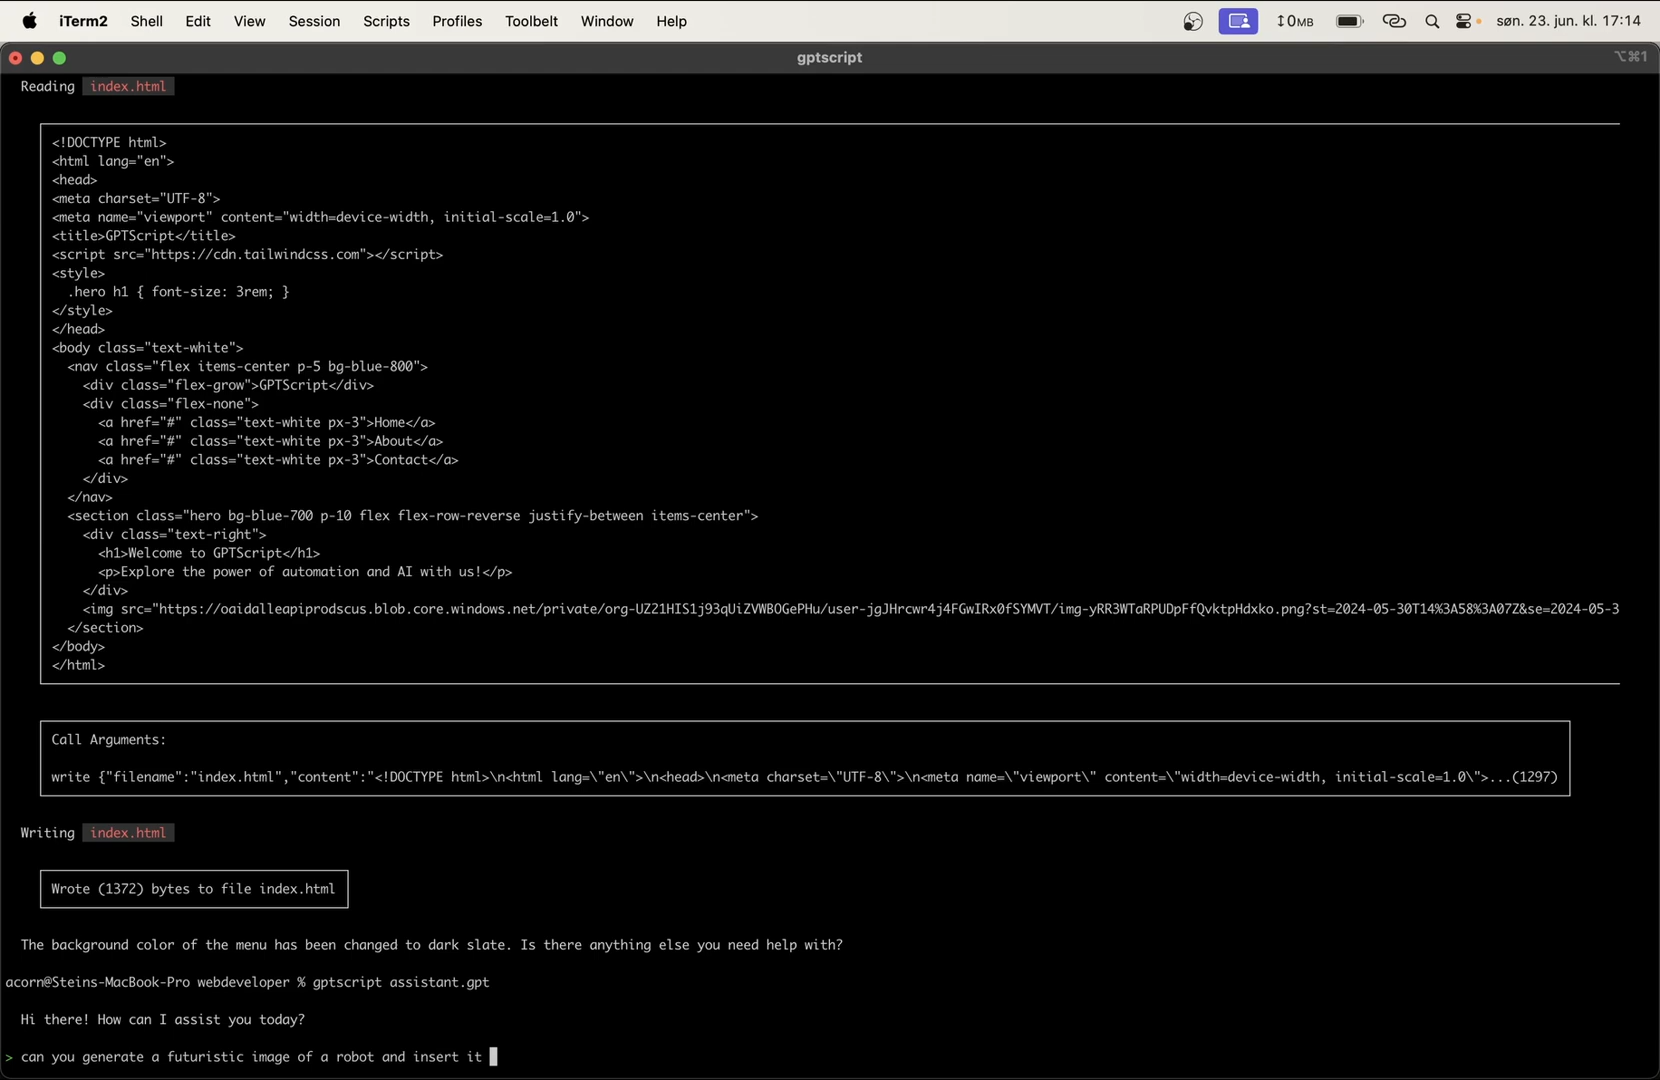 iTerm2 Shell Edit View Session Scripts Profiles Toolbelt Window Help 0MB søn. 23. jun. kl. 17:14
gptscript ⌥⌘1
Reading index.html
<!DOCTYPE html>
<html lang="en">
<head>
<meta charset="UTF-8">
<meta name="viewport" content="width=device-width, initial-scale=1.0">
<title>GPTScript</title>
<script src="https://cdn.tailwindcss.com"></script>
<style>
.hero h1 { font-size: 3rem; }
</style>
</head>
<body class="text-white">
<nav class="flex items-center p-5 bg-blue-800">
<div class="flex-grow">GPTScript</div>
<div class="flex-none">
<a href="#" class="text-white px-3">Home</a>
<a href="#" class="text-white px-3">About</a>
<a href="#" class="text-white px-3">Contact</a>
</div>
</nav>
<section class="hero bg-blue-700 p-10 flex flex-row-reverse justify-between items-center">
<div class="text-right">
<h1>Welcome to GPTScript</h1>
<p>Explore the power of automation and AI with us!</p>
</div>
<img src="https://oaidalleapiprodscus.blob.core.windows.net/private/org-UZ21HIS1j93qUiZVWBOGePHu/user-jgJHrcwr4j4FGwIRx0fSYMVT/img-yRR3WTaRPUDpFfQvktpHdxko.png?st=2024-05-30T14%3A58%3A07Z&se=2024-05-3
</section>
</body>
</html>
Call Arguments:
write {"filename":"index.html","content":"<!DOCTYPE html>\n<html lang=\"en\">\n<head>\n<meta charset=\"UTF-8\">\n<meta name=\"viewport\" content=\"width=device-width, initial-scale=1.0\">...(1297)
Writing index.html
Wrote (1372) bytes to file index.html
The background color of the menu has been changed to dark slate. Is there anything else you need help with?
acorn@Steins-MacBook-Pro webdeveloper % gptscript assistant.gpt
Hi there! How can I assist you today?
> can you generate a futuristic image of a robot and insert it